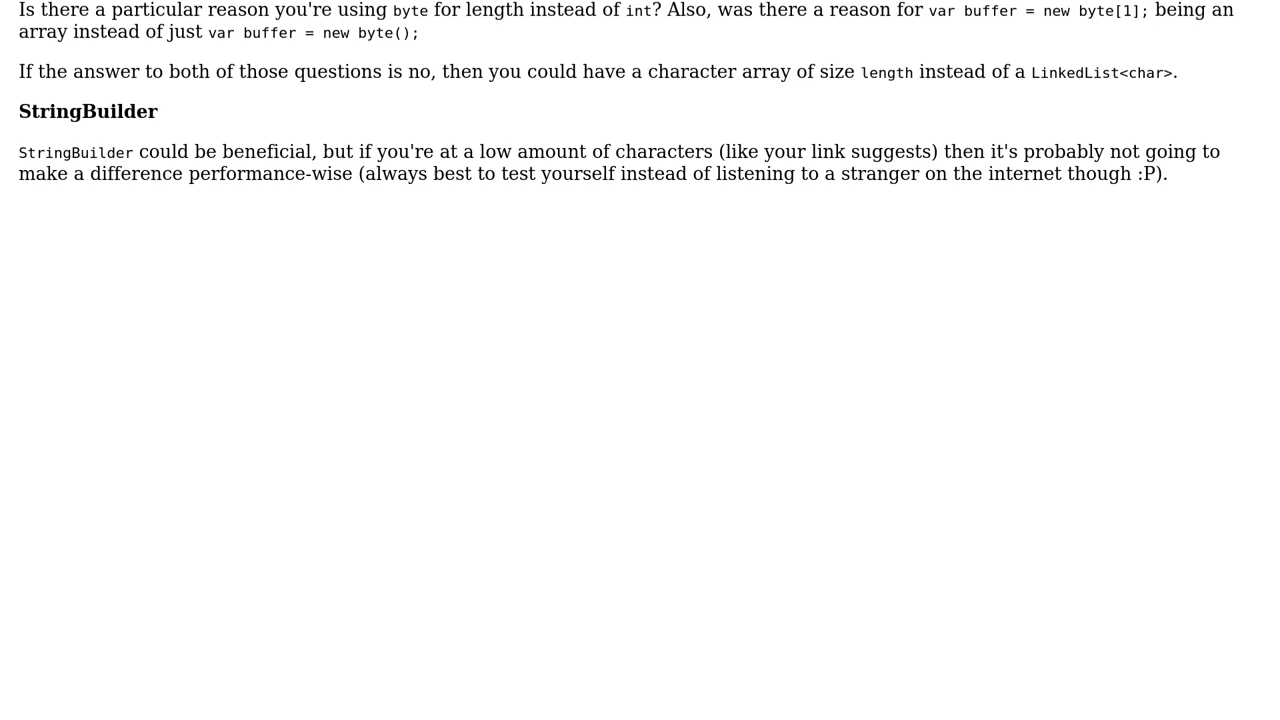 Is there a particular reason you're using byte for length instead of int? Also, was there a reason for var buffer = new byte[1]; being an
array instead of just var buffer = new byte();
If the answer to both of those questions is no, then you could have a character array of size length instead of a LinkedList<char>.
StringBuilder
StringBuilder could be beneficial, but if you're at a low amount of characters (like your link suggests) then it's probably not going to
make a difference performance-wise (always best to test yourself instead of listening to a stranger on the internet though :P).